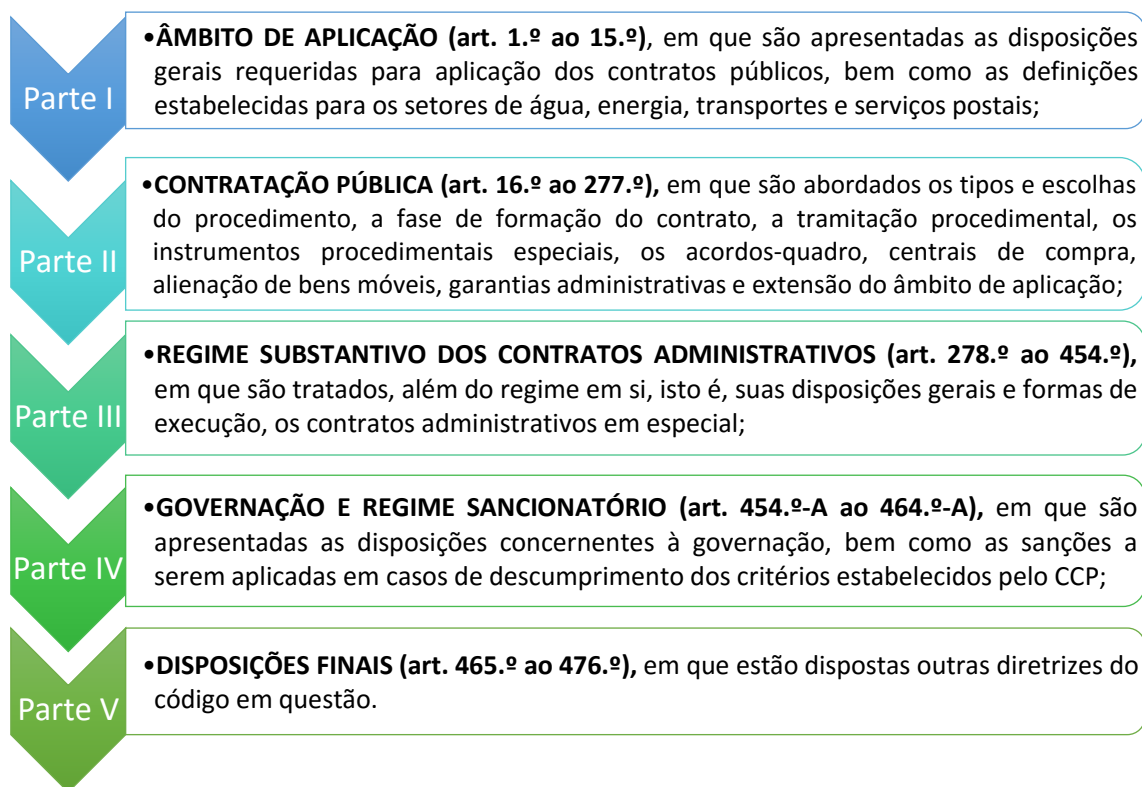 Parte I
•ÂMBITO DE APLICAÇÃO (art. 1.º ao 15.º), em que são apresentadas as disposições
gerais requeridas para aplicação dos contratos públicos, bem como as definições
estabelecidas para os setores de água, energia, transportes e serviços postais;
Parte II
•CONTRATAÇÃO PÚBLICA (art. 16.º ao 277.º), em que são abordados os tipos e escolhas
do procedimento, a fase de formação do contrato, a tramitação procedimental, os
instrumentos procedimentais especiais, os acordos-quadro, centrais de compra,
alienação de bens móveis, garantias administrativas e extensão do âmbito de aplicação;
Parte III
•REGIME SUBSTANTIVO DOS CONTRATOS ADMINISTRATIVOS (art. 278.º ao 454.º),
em que são tratados, além do regime em si, isto é, suas disposições gerais e formas de
execução, os contratos administrativos em especial;
Parte IV
•GOVERNAÇÃO E REGIME SANCIONATÓRIO (art. 454.º-A ao 464.º-A), em que são
apresentadas as disposições concernentes à governação, bem como as sanções a
serem aplicadas em casos de descumprimento dos critérios estabelecidos pelo CCP;
Parte V
•DISPOSIÇÕES FINAIS (art. 465.º ao 476.º), em que estão dispostas outras diretrizes do
código em questão.